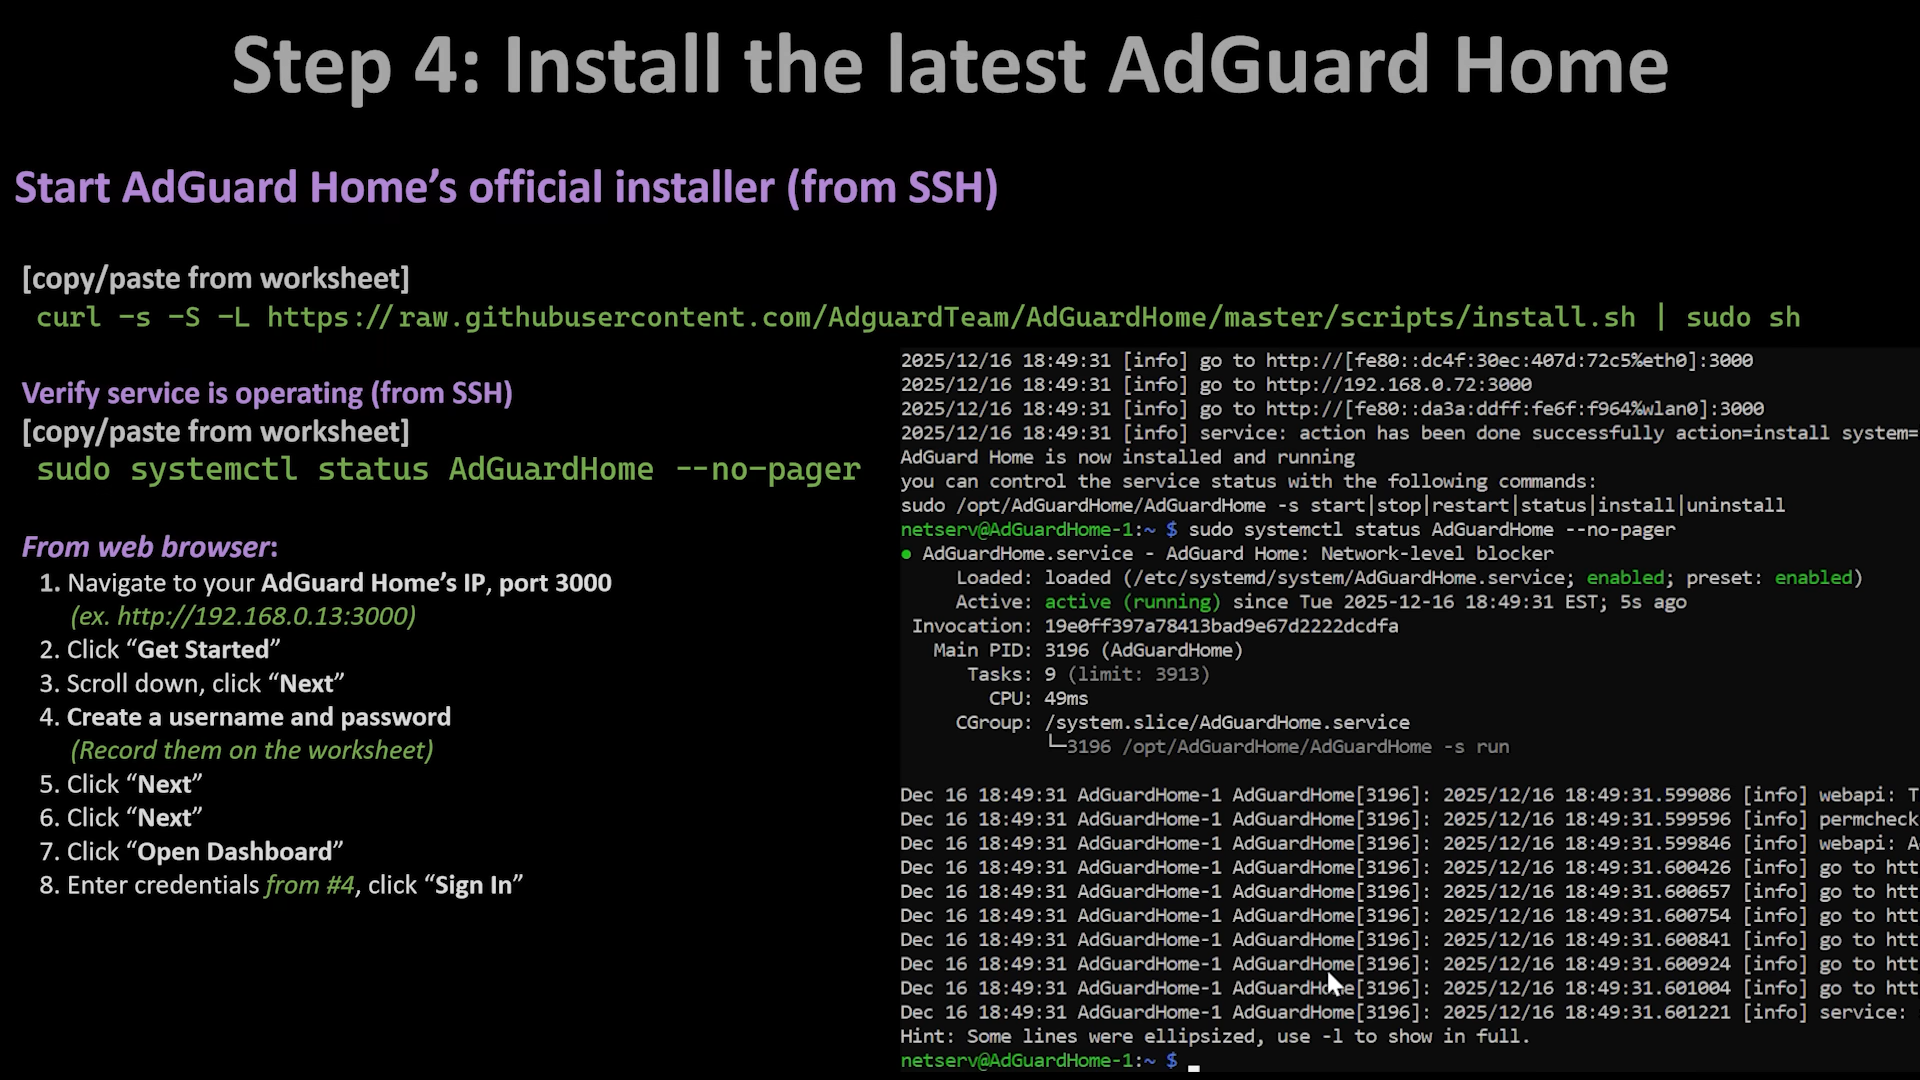 Step 4: Install the latest AdGuard Home
Start AdGuard Home’s official installer (from SSH)
[copy/paste from worksheet]
curl -s -S -L https://raw.githubusercontent.com/AdguardTeam/AdGuardHome/master/scripts/install.sh | sudo sh
Verify service is operating (from SSH)
[copy/paste from worksheet]
sudo systemctl status AdGuardHome --no-pager
From web browser:
1. Navigate to your AdGuard Home’s IP, port 3000
(ex. http://192.168.0.13:3000)
2. Click “Get Started”
3. Scroll down, click “Next”
4. Create a username and password
(Record them on the worksheet)
5. Click “Next”
6. Click “Next”
7. Click “Open Dashboard”
8. Enter credentials from #4, click “Sign In”
2025/12/16 18:49:31 [info] go to http://[fe80::dc4f:30ec:407d:72c5%eth0]:3000
2025/12/16 18:49:31 [info] go to http://192.168.0.72:3000
2025/12/16 18:49:31 [info] go to http://[fe80::da3a:ddff:fe6f:f964%wlan0]:3000
2025/12/16 18:49:31 [info] service: action has been done successfully action=install system=
AdGuard Home is now installed and running
you can control the service status with the following commands:
sudo /opt/AdGuardHome/AdGuardHome -s start|stop|restart|status|install|uninstall
netserv@AdGuardHome-1:~ $ sudo systemctl status AdGuardHome --no-pager
● AdGuardHome.service - AdGuard Home: Network-level blocker
Loaded: loaded (/etc/systemd/system/AdGuardHome.service; enabled; preset: enabled)
Active: active (running) since Tue 2025-12-16 18:49:31 EST; 5s ago
Invocation: 19e0ff397a78413bad9e67d2222dcdfa
Main PID: 3196 (AdGuardHome)
Tasks: 9 (limit: 3913)
CPU: 49ms
CGroup: /system.slice/AdGuardHome.service
└─3196 /opt/AdGuardHome/AdGuardHome -s run
Dec 16 18:49:31 AdGuardHome-1 AdGuardHome[3196]: 2025/12/16 18:49:31.599086 [info] webapi: T
Dec 16 18:49:31 AdGuardHome-1 AdGuardHome[3196]: 2025/12/16 18:49:31.599596 [info] permcheck
Dec 16 18:49:31 AdGuardHome-1 AdGuardHome[3196]: 2025/12/16 18:49:31.599846 [info] webapi: A
Dec 16 18:49:31 AdGuardHome-1 AdGuardHome[3196]: 2025/12/16 18:49:31.600426 [info] go to htt
Dec 16 18:49:31 AdGuardHome-1 AdGuardHome[3196]: 2025/12/16 18:49:31.600657 [info] go to htt
Dec 16 18:49:31 AdGuardHome-1 AdGuardHome[3196]: 2025/12/16 18:49:31.600754 [info] go to htt
Dec 16 18:49:31 AdGuardHome-1 AdGuardHome[3196]: 2025/12/16 18:49:31.600841 [info] go to htt
Dec 16 18:49:31 AdGuardHome-1 AdGuardHome[3196]: 2025/12/16 18:49:31.600924 [info] go to htt
Dec 16 18:49:31 AdGuardHome-1 AdGuardHome[3196]: 2025/12/16 18:49:31.601004 [info] go to htt
Dec 16 18:49:31 AdGuardHome-1 AdGuardHome[3196]: 2025/12/16 18:49:31.601221 [info] service:
Hint: Some lines were ellipsized, use -l to show in full.
netserv@AdGuardHome-1:~ $